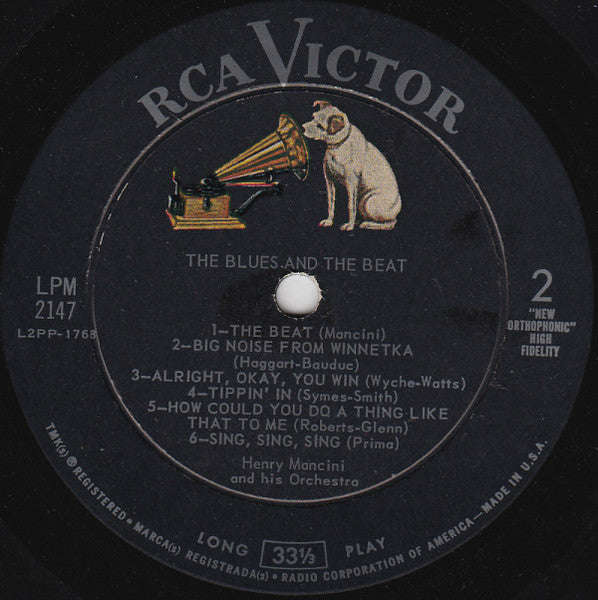 RCA VICTOR
THE BLUES AND THE BEAT
LPM
2147
L2PP-1768
2
"NEW
ORTHOPHONIC"
HIGH
FIDELITY
1—THE BEAT (Mancini)
2—BIG NOISE FROM WINNETKA
(Haggart-Bauduc)
3—ALRIGHT, OKAY, YOU WIN (Wyche-Watts)
4—TIPPIN' IN (Symes-Smith)
5—HOW COULD YOU DO A THING LIKE
THAT TO ME (Roberts-Glenn)
6—SING, SING, SING (Prima)
Henry Mancini
and his Orchestra
LONG 33⅓ PLAY
TMK(s) ® REGISTERED • MARCA(s) REGISTRADA(s) • RADIO CORPORATION OF AMERICA—MADE IN U.S.A.